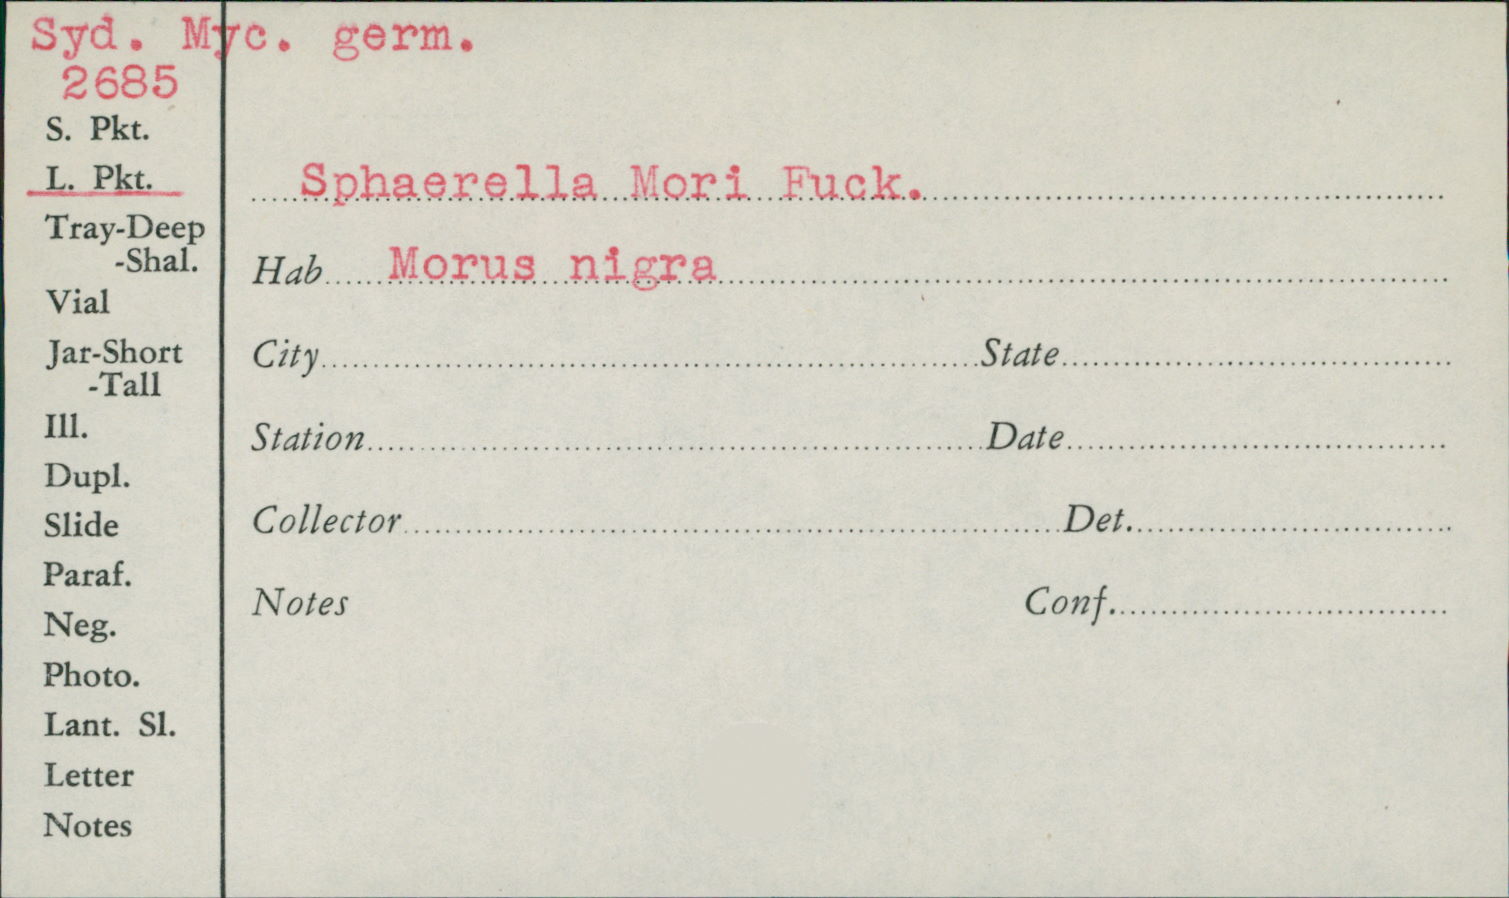 Syd. Myc. germ.
2685
S. Pkt.
L. Pkt.
Tray-Deep
-Shal.
Vial
Jar-Short
-Tall
Ill.
Dupl.
Slide
Paraf.
Neg.
Photo.
Lant. Sl.
Letter
Notes
Sphaerella Mori Fuck.
Hab Morus nigra
City State
Station Date
Collector Det.
Notes Conf.